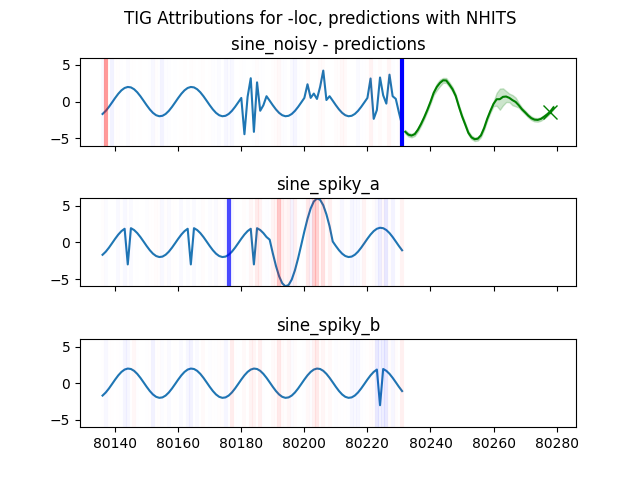 TIG Attributions for -loc, predictions with NHITS
sine_noisy - predictions
5
0
−5
sine_spiky_a
5
0
−5
sine_spiky_b
5
0
−5
80140 80160 80180 80200 80220 80240 80260 80280